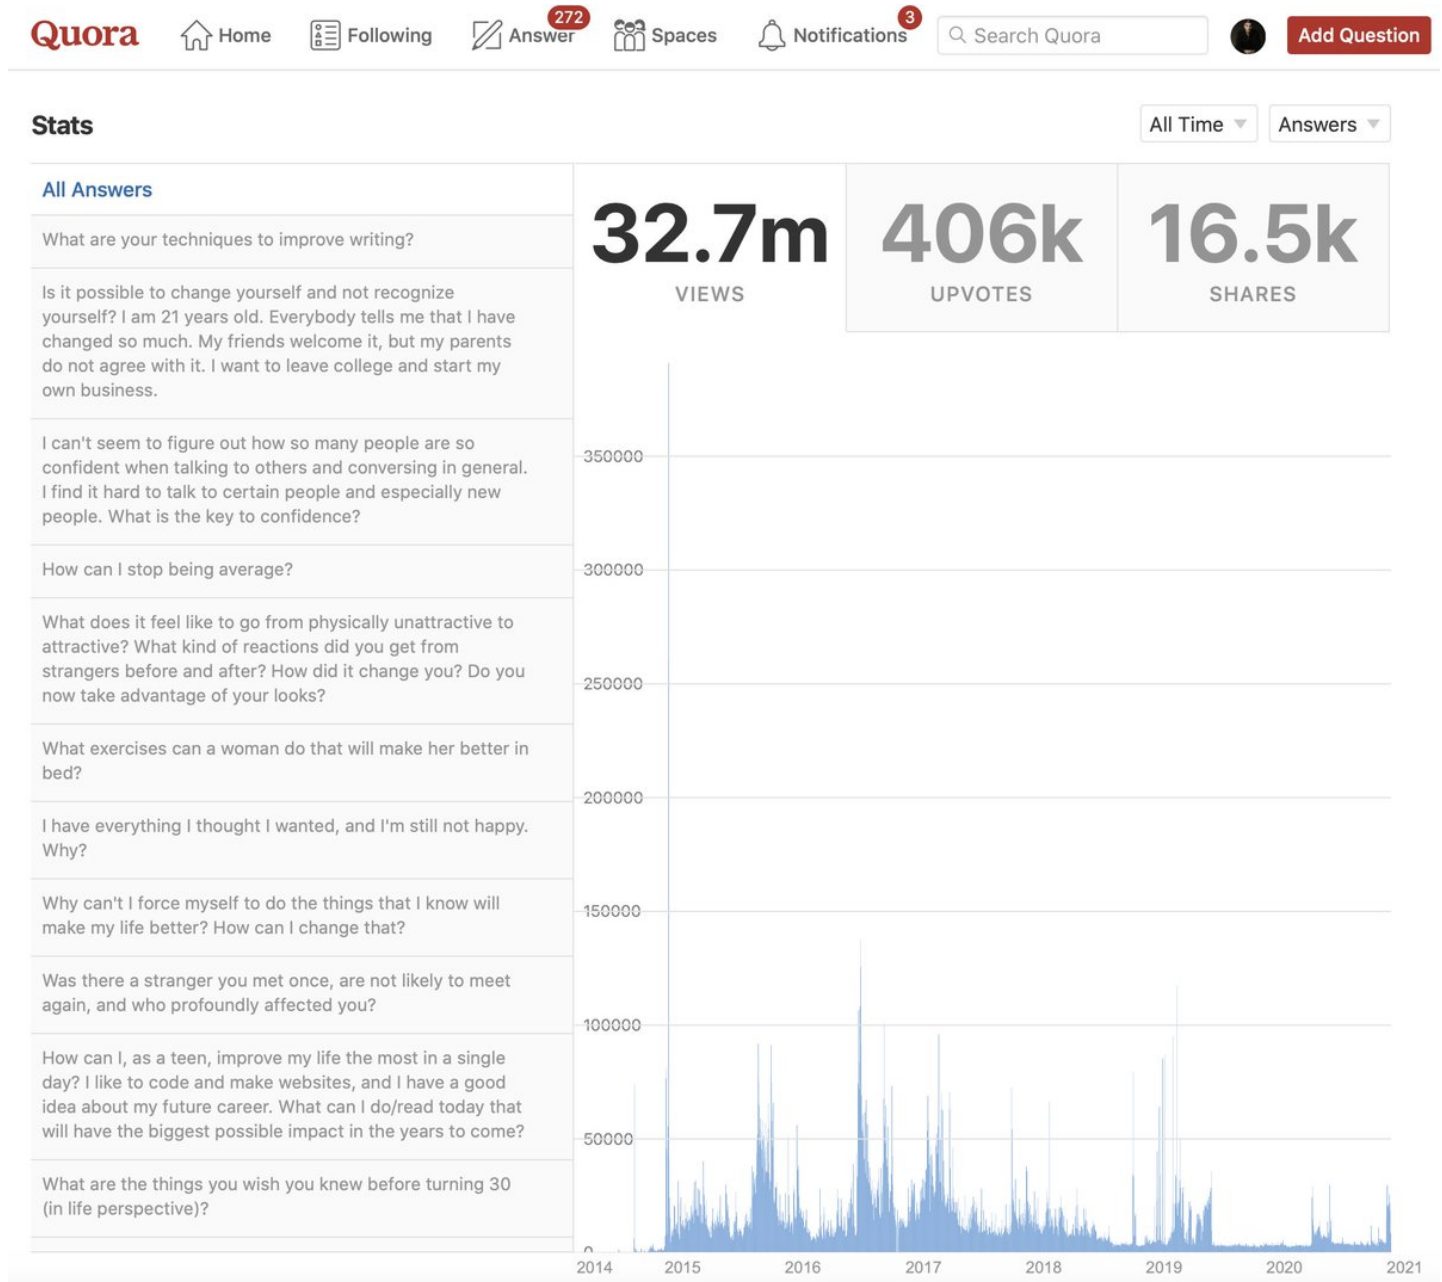 Quora
Home
Following
Answer
272
Spaces
Notifications
3
Search Quora
Add Question
Stats
All Time
Answers
All Answers
What are your techniques to improve writing?
Is it possible to change yourself and not recognize
yourself? I am 21 years old. Everybody tells me that I have
changed so much. My friends welcome it, but my parents
do not agree with it. I want to leave college and start my
own business.
I can't seem to figure out how so many people are so
confident when talking to others and conversing in general.
I find it hard to talk to certain people and especially new
people. What is the key to confidence?
How can I stop being average?
What does it feel like to go from physically unattractive to
attractive? What kind of reactions did you get from
strangers before and after? How did it change you? Do you
now take advantage of your looks?
What exercises can a woman do that will make her better in
bed?
I have everything I thought I wanted, and I'm still not happy.
Why?
Why can't I force myself to do the things that I know will
make my life better? How can I change that?
Was there a stranger you met once, are not likely to meet
again, and who profoundly affected you?
How can I, as a teen, improve my life the most in a single
day? I like to code and make websites, and I have a good
idea about my future career. What can I do/read today that
will have the biggest possible impact in the years to come?
What are the things you wish you knew before turning 30
(in life perspective)?
32.7m
VIEWS
406k
UPVOTES
16.5k
SHARES
350000
300000
250000
200000
150000
100000
50000
0
2014 2015 2016 2017 2018 2019 2020 2021